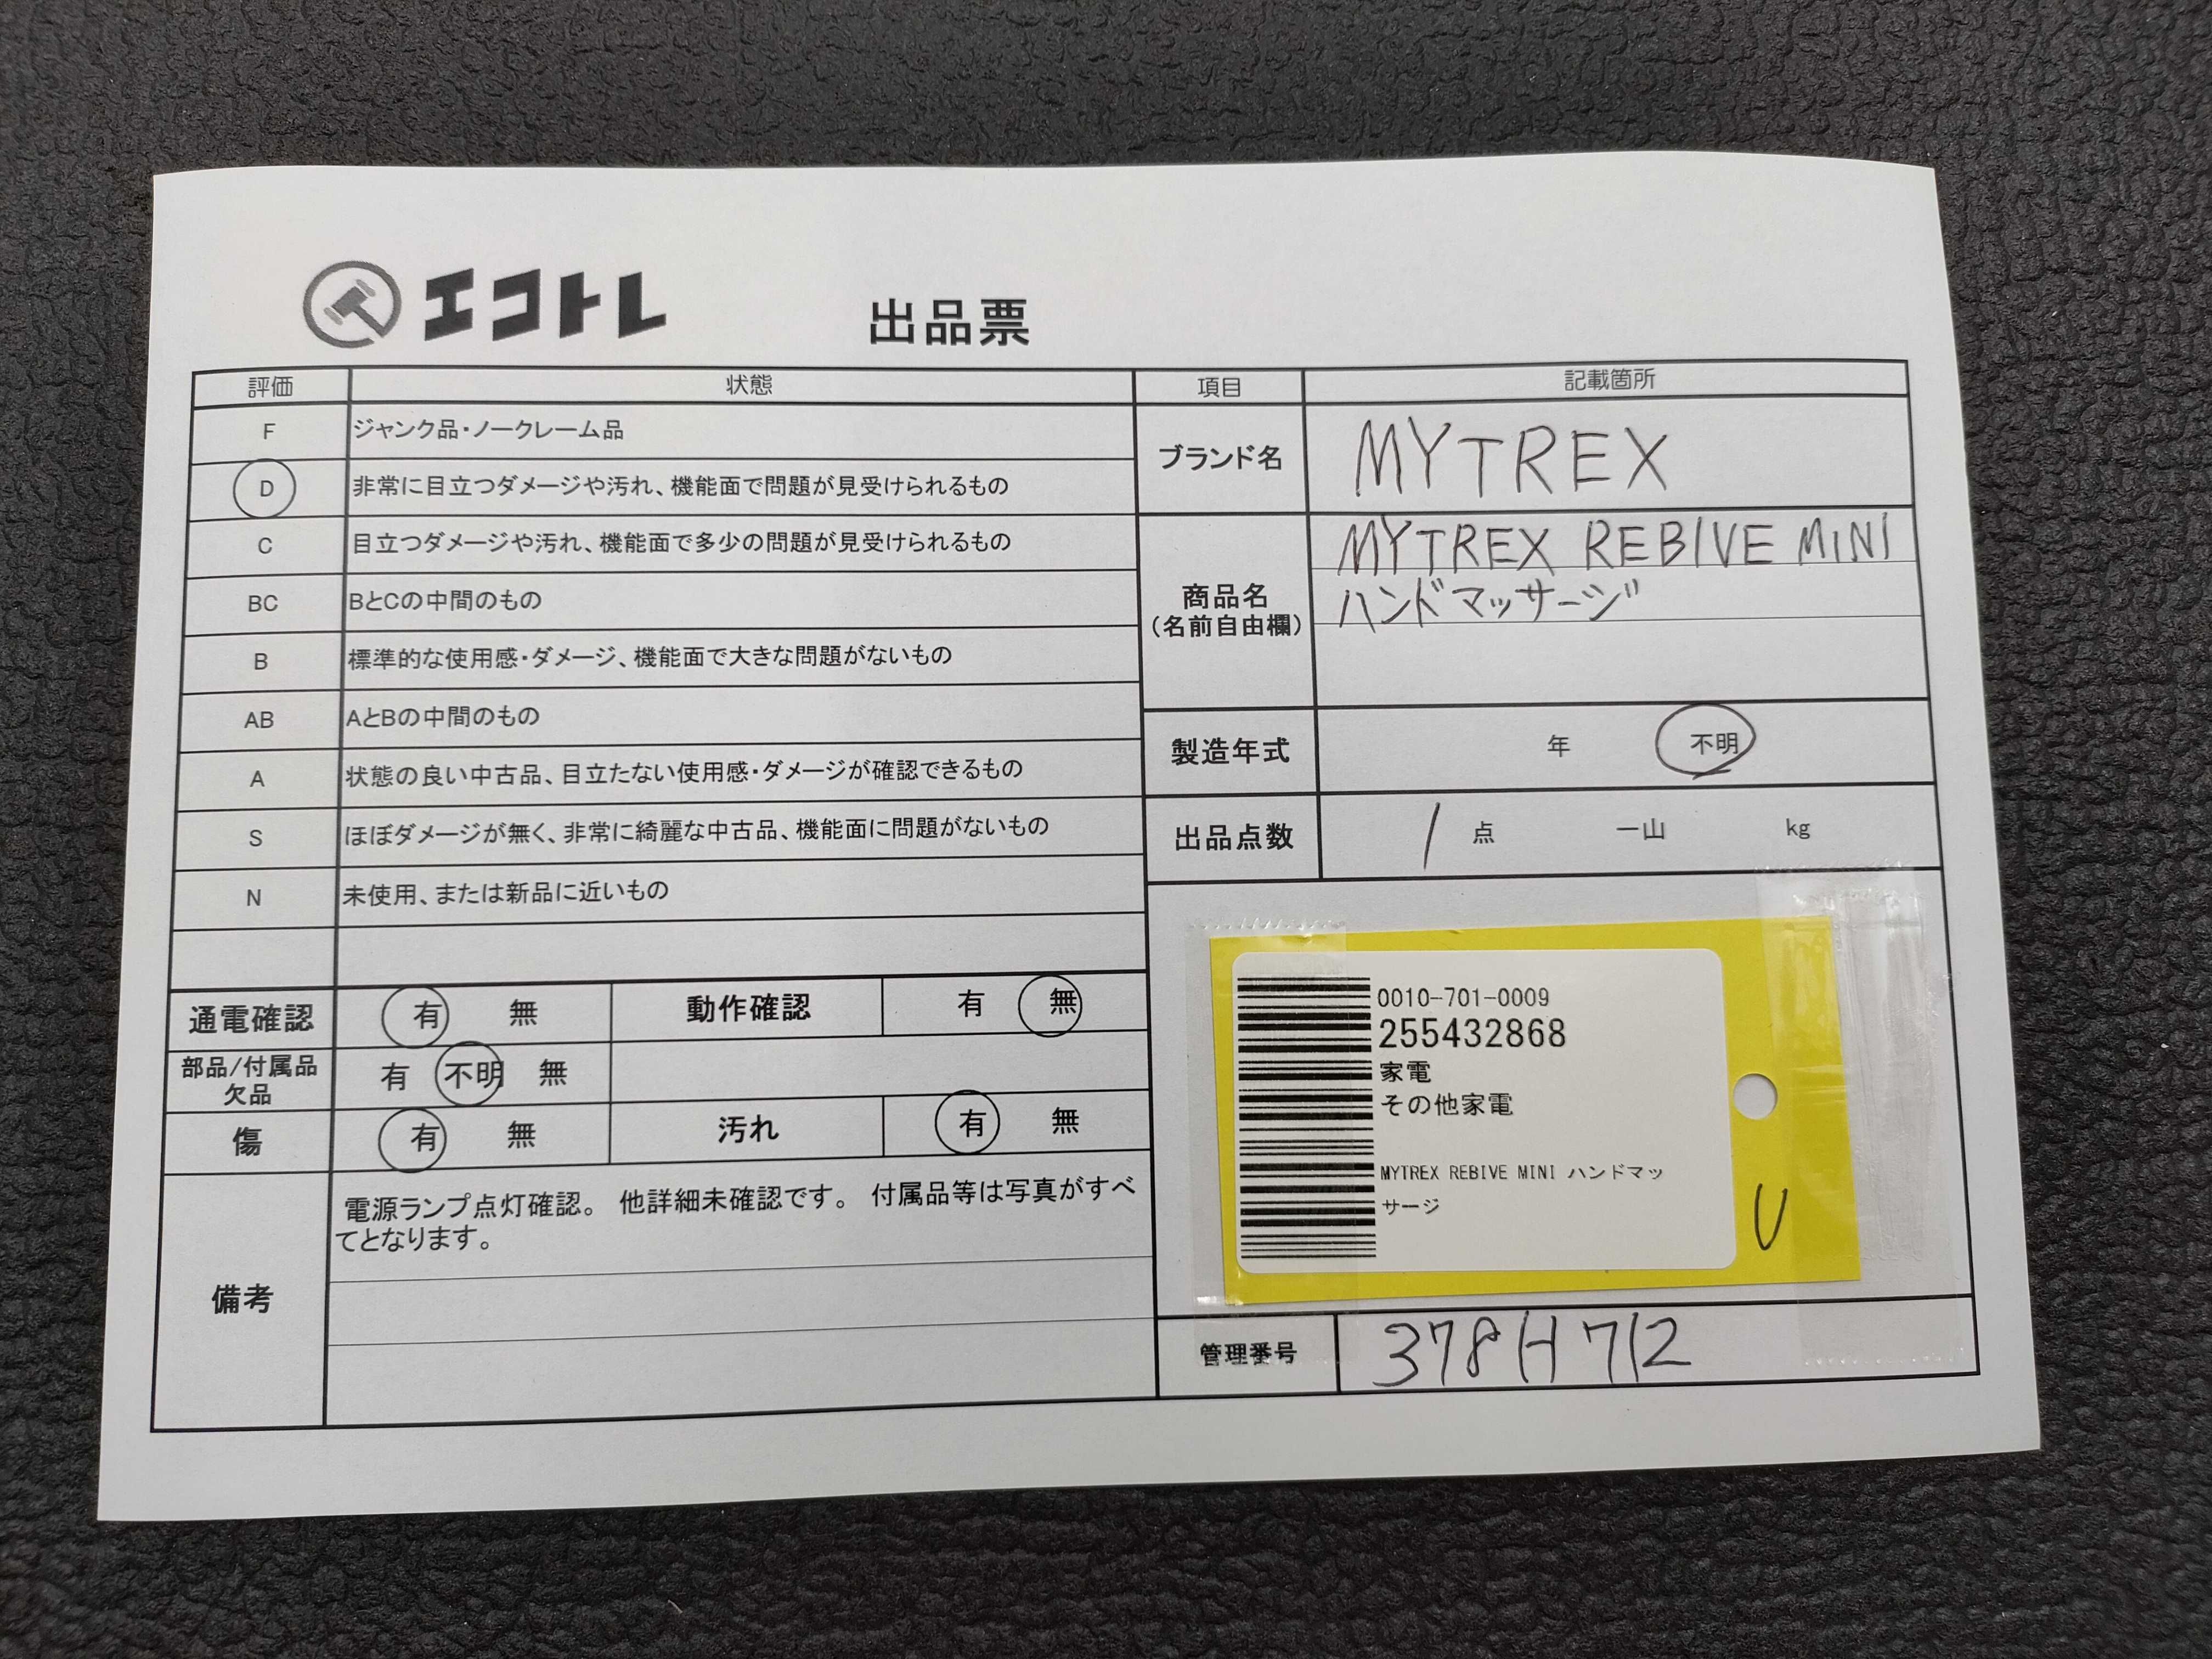 エコトレ
出品票
評価 状態
F ジャンク品・ノークレーム品
D 非常に目立つダメージや汚れ、機能面で問題が見受けられるもの
C 目立つダメージや汚れ、機能面で多少の問題が見受けられるもの
BC BとCの中間のもの
B 標準的な使用感・ダメージ、機能面で大きな問題がないもの
AB AとBの中間のもの
A 状態の良い中古品、目立たない使用感・ダメージが確認できるもの
S ほぼダメージが無く、非常に綺麗な中古品、機能面に問題がないもの
N 未使用、または新品に近いもの
通電確認 有 無 動作確認 有 無
部品/付属品
欠品
有 不明 無
傷 有 無 汚れ 有 無
備考
電源ランプ点灯確認。 他詳細未確認です。 付属品等は写真がすべ
てとなります。
項目 記載箇所
ブランド名 MYTREX
商品名
(名前自由欄)
MYTREX REBIVE MINI
ハンドマッサージ
製造年式 年 不明
出品点数 1 点 一山 kg
0010-701-0009
255432868
家電
その他家電
MYTREX REBIVE MINI ハンドマッ
サージ
U
管理番号 378H712